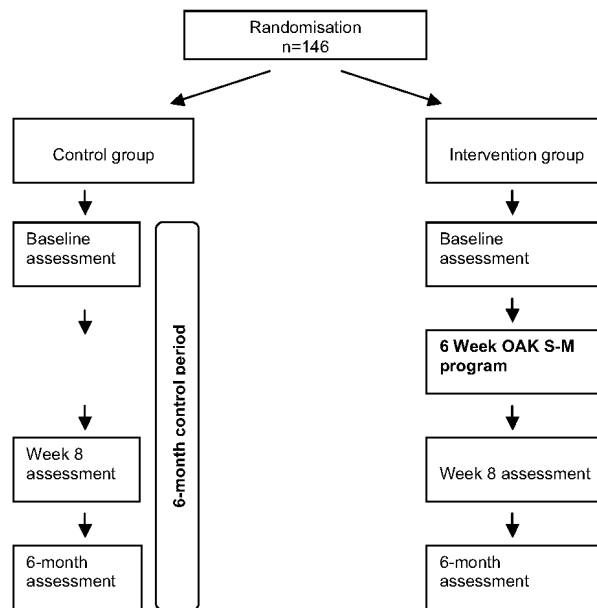 Randomisation
n=146
Control group
Intervention group
Baseline
assessment
Baseline
assessment
6-month control period
6 Week OAK S-M
program
Week 8
assessment
Week 8 assessment
6-month
assessment
6-month
assessment